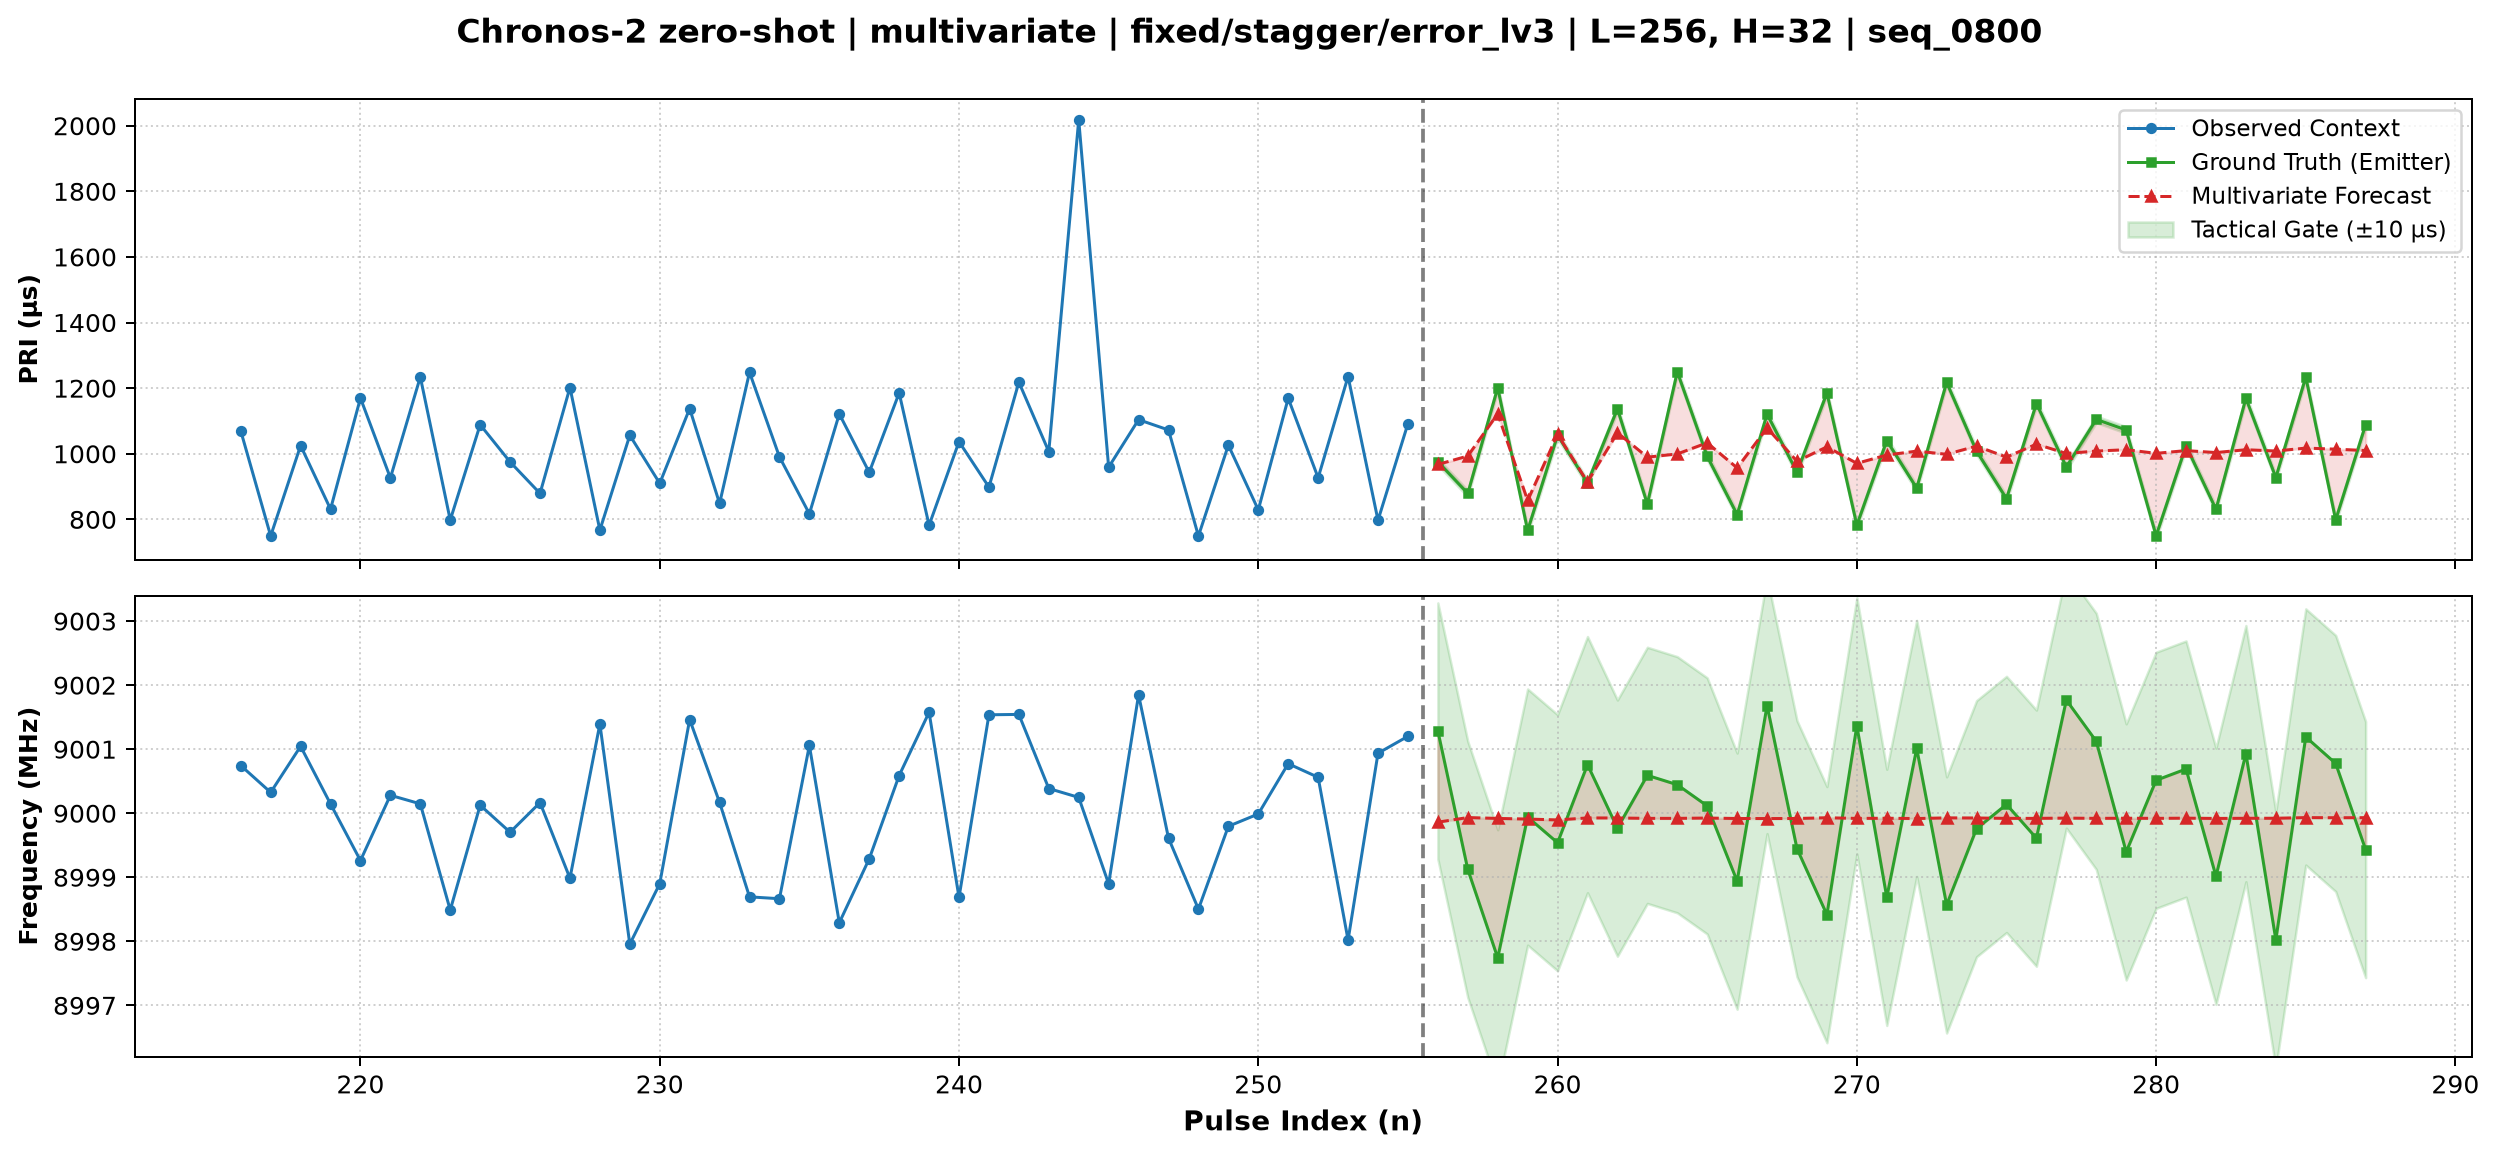 Chronos-2 zero-shot | multivariate | fixed/stagger/error_lv3 | L=256, H=32 | seq_0800
2000
1800
1600
1400
1200
1000
800
PRI (µs)
Observed Context
Ground Truth (Emitter)
Multivariate Forecast
Tactical Gate (±10 µs)
9003
9002
9001
9000
8999
8998
8997
Frequency (MHz)
220 230 240 250 260 270 280 290
Pulse Index (n)